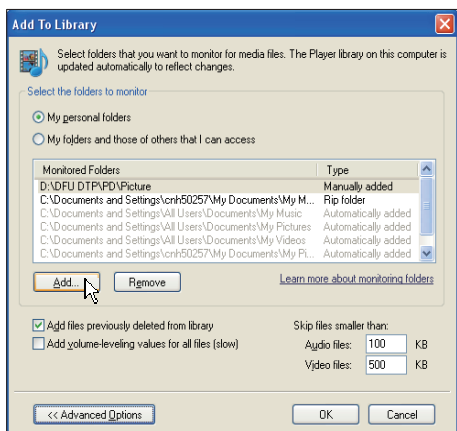 Add To Library
Select folders that you want to monitor for media files. The Player library on this computer is
updated automatically to reflect changes.
Select the folders to monitor
My personal folders
My folders and those of others that I can access
Monitored Folders Type
D:\DFU DTP\PD\Picture Manually added
C:\Documents and Settings\cnh50257\My Documents\My M... Rip folder
C:\Documents and Settings\All Users\Documents\My Music Automatically added
C:\Documents and Settings\All Users\Documents\My Pictures Automatically added
C:\Documents and Settings\All Users\Documents\My Videos Automatically added
C:\Documents and Settings\cnh50257\My Documents\My Pi... Automatically added
Add... Remove Learn more about monitoring folders
Add files previously deleted from library Skip files smaller than:
Add volume-leveling values for all files (slow) Audio files: 100 KB
Video files: 500 KB
<< Advanced Options OK Cancel